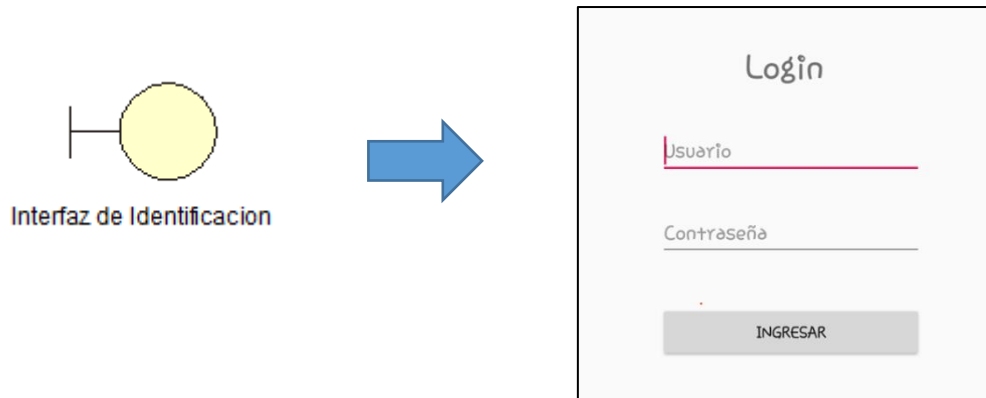 Interfaz de Identificacion
Login
Usuario
Contraseña
INGRESAR